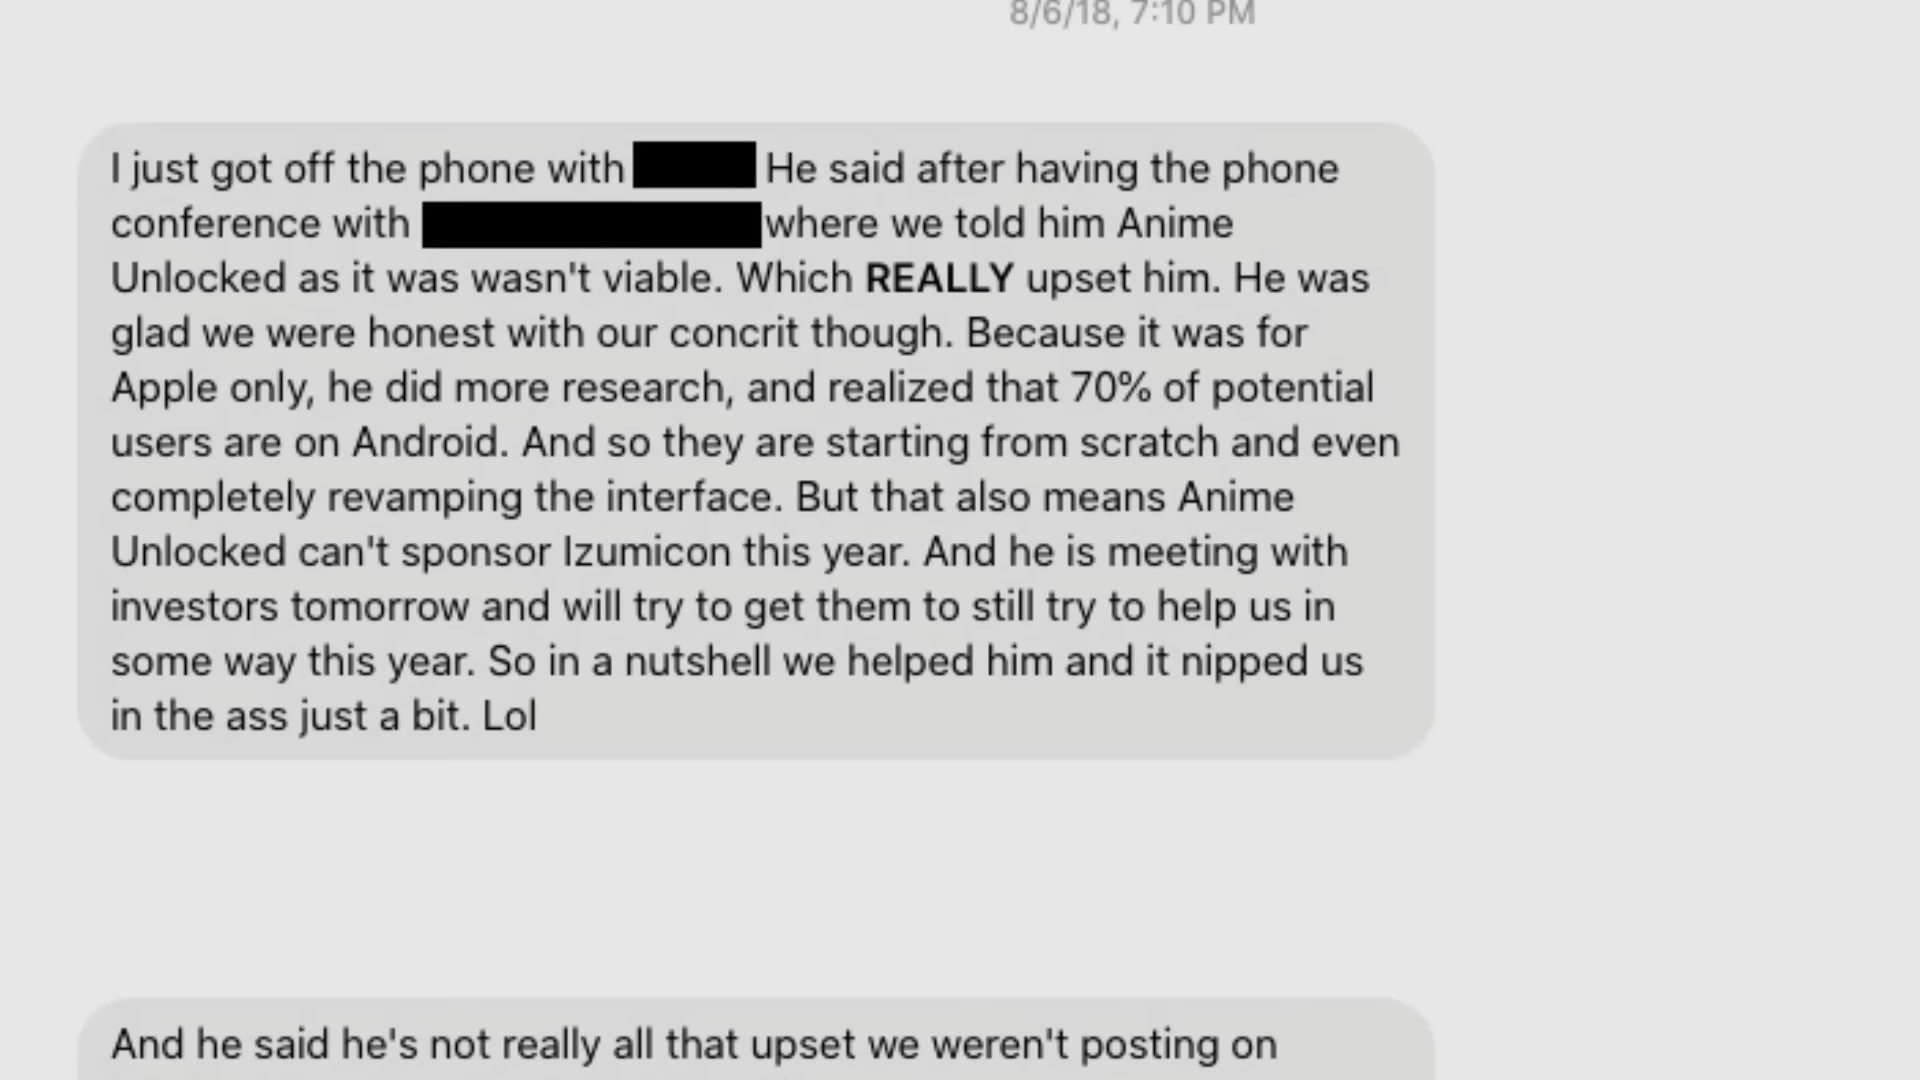 8/6/18, 7:10 PM
I just got off the phone with He said after having the phone
conference with where we told him Anime
Unlocked as it was wasn't viable. Which REALLY upset him. He was
glad we were honest with our concrit though. Because it was for
Apple only, he did more research, and realized that 70% of potential
users are on Android. And so they are starting from scratch and even
completely revamping the interface. But that also means Anime
Unlocked can't sponsor Izumicon this year. And he is meeting with
investors tomorrow and will try to get them to still try to help us in
some way this year. So in a nutshell we helped him and it nipped us
in the ass just a bit. Lol
And he said he's not really all that upset we weren't posting on